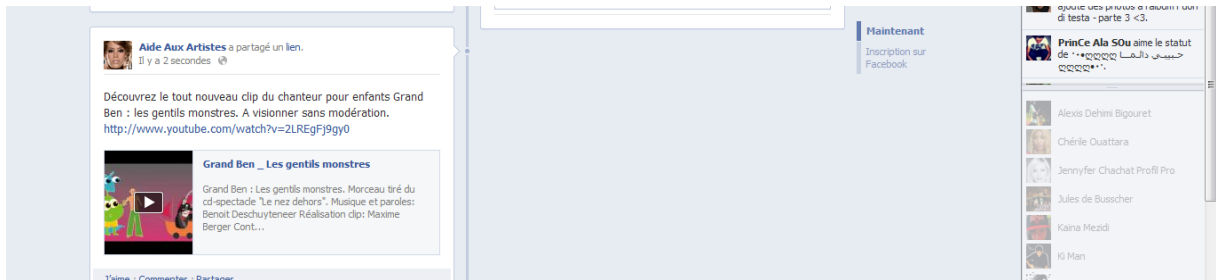 Aide Aux Artistes a partagé un lien.
Il y a 2 secondes
Découvrez le tout nouveau clip du chanteur pour enfants Grand
Ben : les gentils monstres. A visionner sans modération.
http://www.youtube.com/watch?v=2LREgFj9gy0
Grand Ben _ Les gentils monstres
Grand Ben : Les gentils monstres. Morceau tiré du
cd-spectacle "Le nez dehors". Musique et paroles:
Benoit Deschuyteneer Réalisation clip: Maxime
Berger Cont...
J'aime · Commenter · Partager
Maintenant
Inscription sur
Facebook
ajouté des photos à l'album
di testa - parte 3 <3.
PrinCe Ala SOu aime le statut
de حـبيبـي دائـمـا
Alexis Dehimi Bigouret
Chérile Ouattara
Jennyfer Chachat Profil Pro
Jules de Busscher
Kaina Mezidi
Ki Man